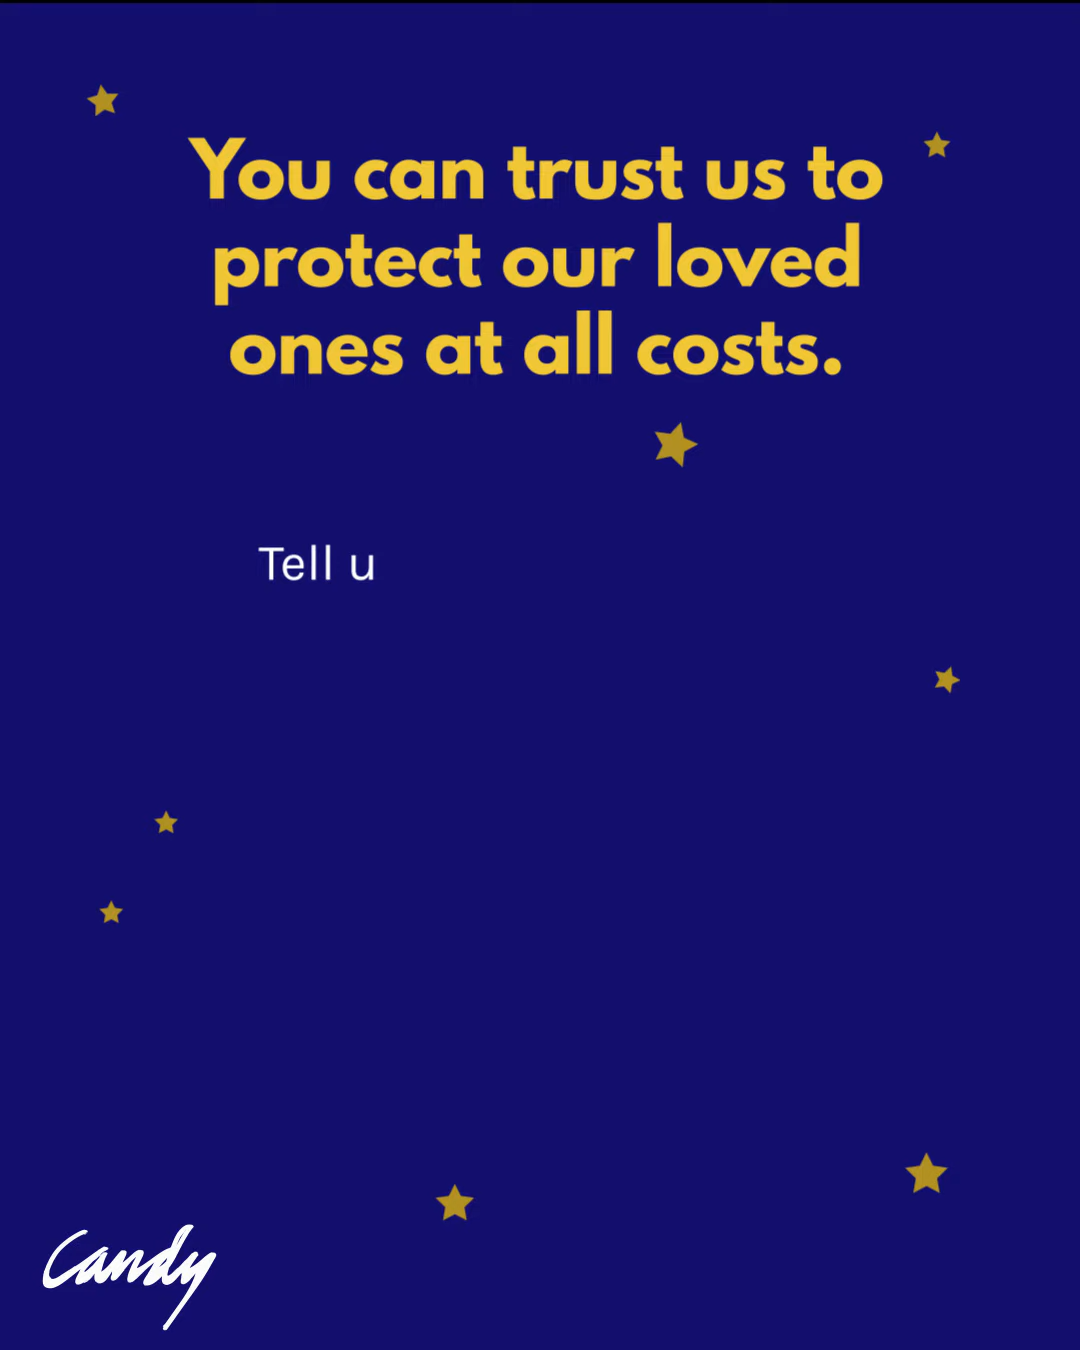 You can trust us to
protect our loved
ones at all costs.
Tell u
Candy